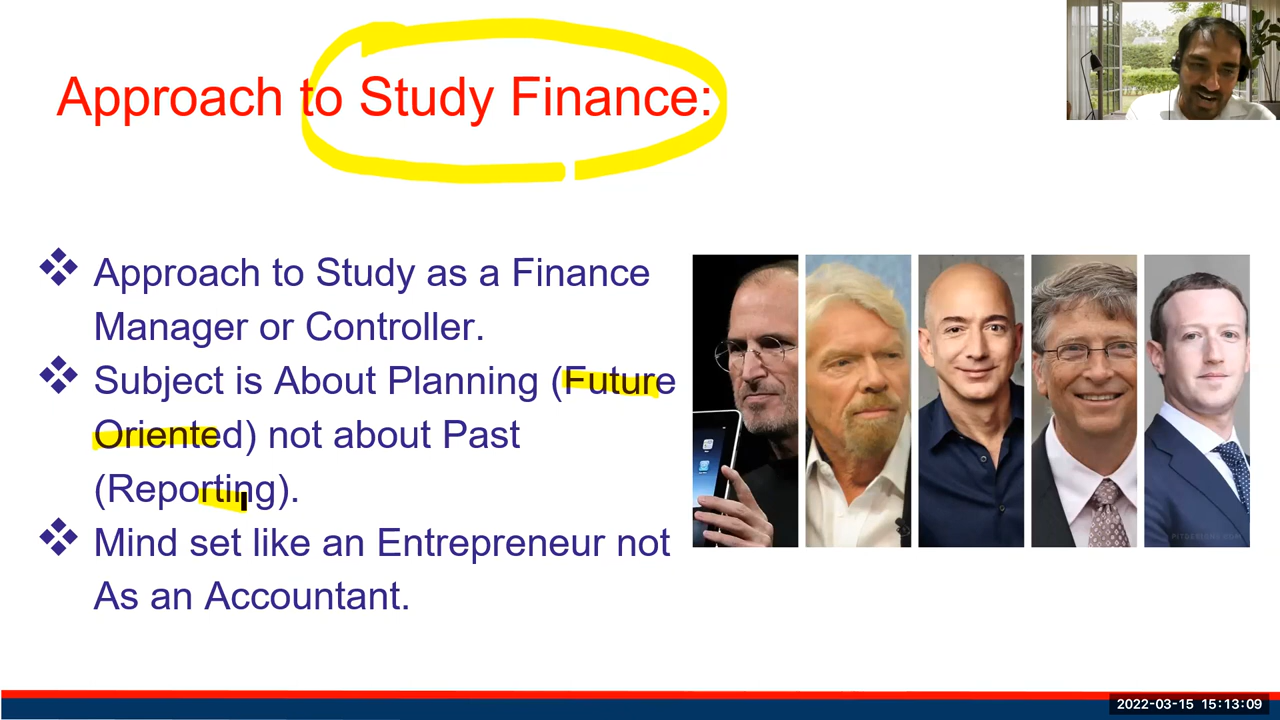 Approach to Study Finance:
❖ Approach to Study as a Finance
Manager or Controller.
❖ Subject is About Planning (Future
Oriented) not about Past
(Reporting).
❖ Mind set like an Entrepreneur not
As an Accountant.
2022-03-15 15:13:09